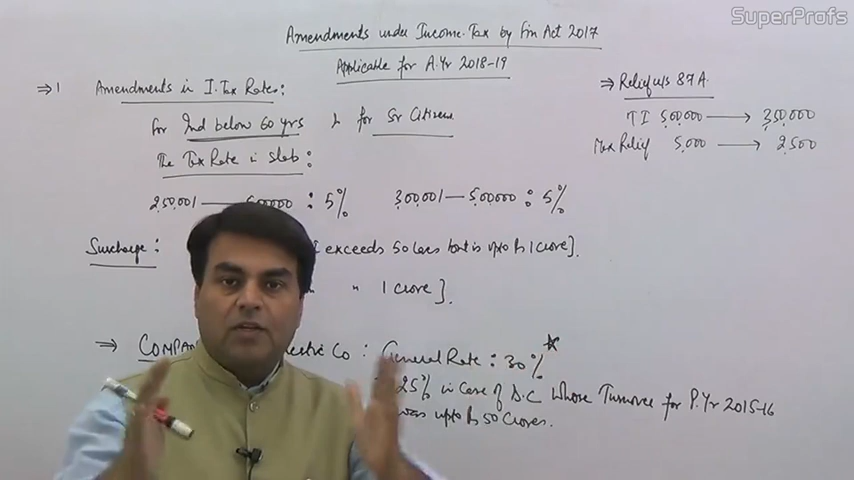 SuperProfs
Amendments under Income.Tax by Fin Act 2017
Applicable for A.Yr 2018-19
⇒1 Amendments in I.Tax Rates:
⇒ Relief u/s 87A.
For Ind below 60 yrs & for Sr Citizens
TI 5,00,000 → 3,50,000
The Tax Rate in slab:
Max Relief 5,000 → 2,500
2,50,001 — 5,00,000 : 5% 3,00,001 — 5,00,000 : 5%
Surcharge: I exceeds 50 Lacs but is upto Rs 1 Crore].
" 1 Crore].
⇒ COMPA Co : General Rate : 30%
25% in Case of D.C Whose Turnover for P.Yr 2015-16
was upto Rs 50 Crores.